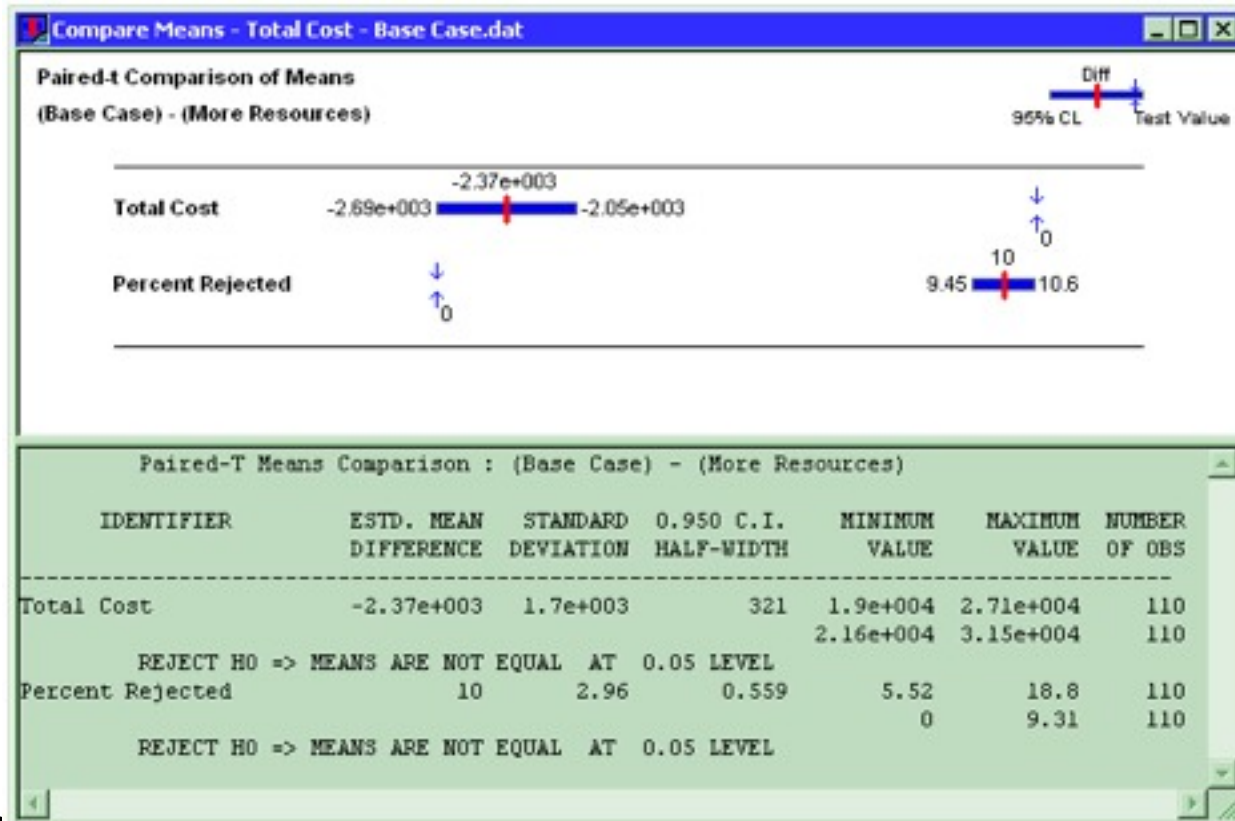 Compare Means - Total Cost - Base Case.dat
Paired-t Comparison of Means
(Base Case) - (More Resources)
Diff
95% CL Test Value
-2.37e+003
Total Cost -2.69e+003 -2.05e+003
0
10
Percent Rejected 9.45 10.6
0
Paired-T Means Comparison : (Base Case) - (More Resources)
IDENTIFIER ESTD. MEAN STANDARD 0.950 C.I. MINIMUM MAXIMUM NUMBER
DIFFERENCE DEVIATION HALF-WIDTH VALUE VALUE OF OBS
Total Cost -2.37e+003 1.7e+003 321 1.9e+004 2.71e+004 110
2.16e+004 3.15e+004 110
REJECT H0 => MEANS ARE NOT EQUAL AT 0.05 LEVEL
Percent Rejected 10 2.96 0.559 5.52 18.8 110
0 9.31 110
REJECT H0 => MEANS ARE NOT EQUAL AT 0.05 LEVEL